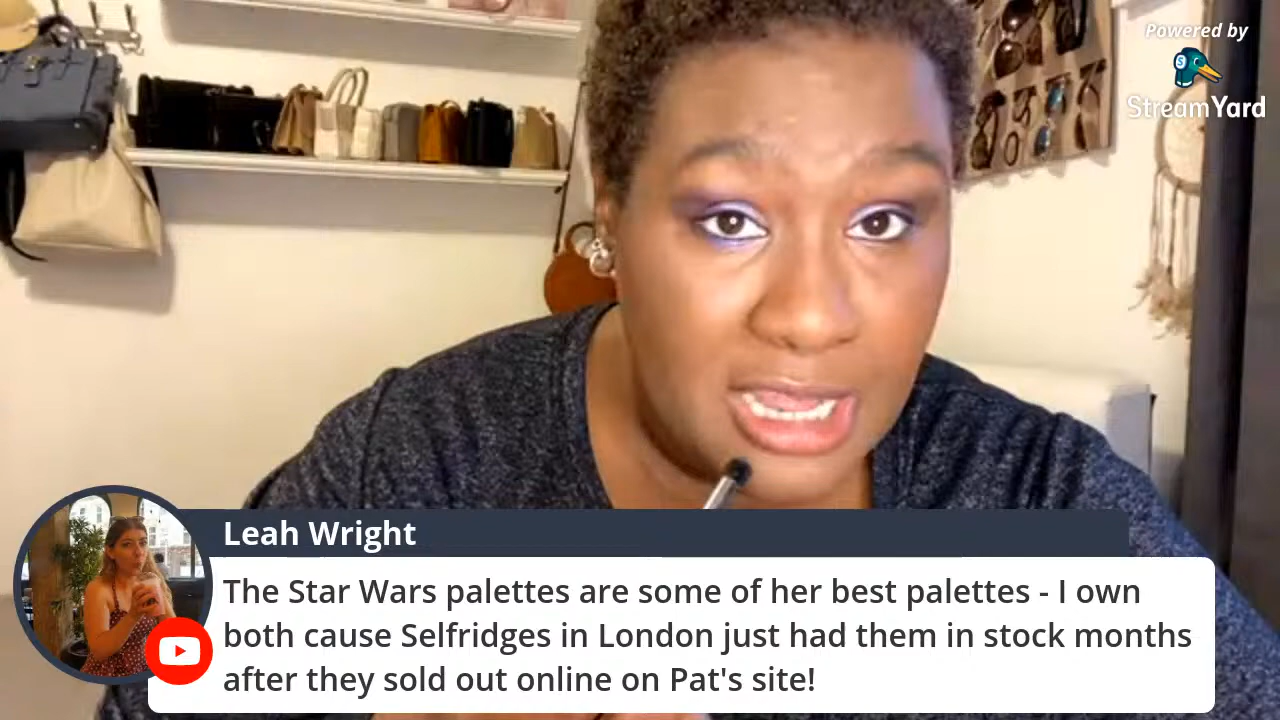 Powered by
StreamYard
Leah Wright
The Star Wars palettes are some of her best palettes - I own
both cause Selfridges in London just had them in stock months
after they sold out online on Pat's site!